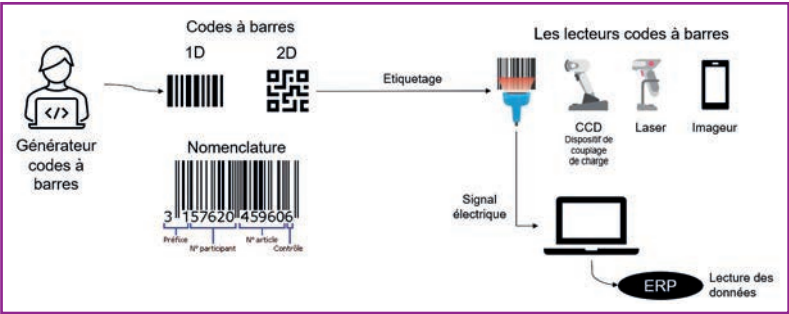 Codes à barres
1D
2D
</>
Générateur
codes à
barres
Nomenclature
3 157620 459606
Préfixe
N° participant
N° article
Contrôle
Etiquetage
Les lecteurs codes à barres
CCD
Dispositif de
couplage
de charge
Laser
Imageur
Signal
électrique
ERP
Lecture des
données